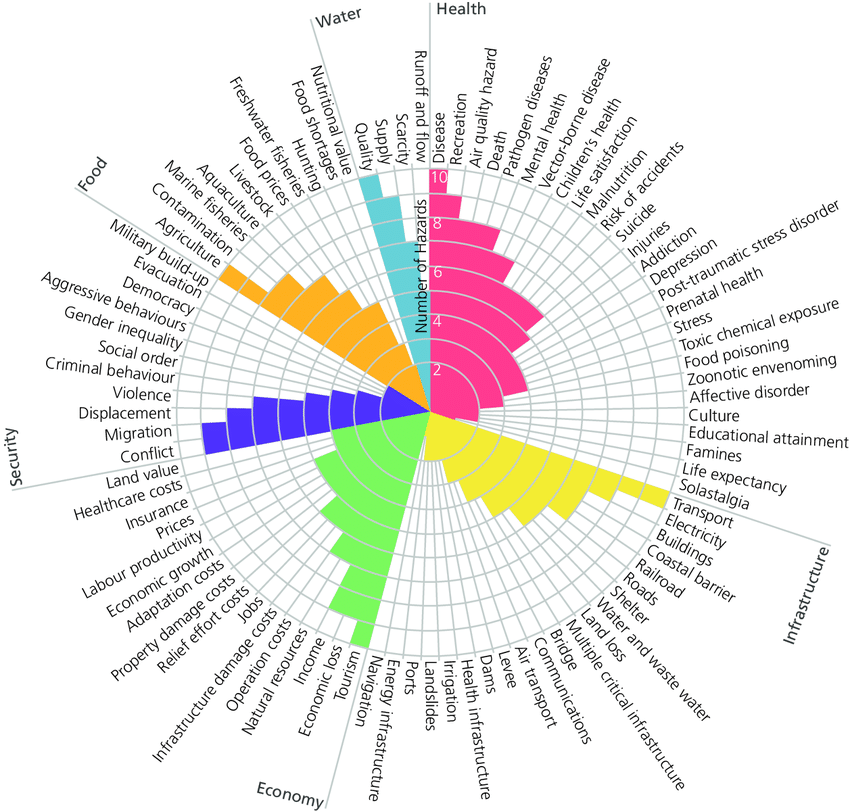 Health
Disease
Recreation
Air quality hazard
Death
Pathogen diseases
Mental health
Vector-borne disease
Children's health
Life satisfaction
Malnutrition
Risk of accidents
Suicide
Injuries
Addiction
Depression
Post-traumatic stress disorder
Prenatal health
Stress
Toxic chemical exposure
Food poisoning
Zoonotic envenoming
Affective disorder
Culture
Educational attainment
Famines
Life expectancy
Solastalgia
Infrastructure
Transport
Electricity
Buildings
Coastal barrier
Railroad
Roads
Shelter
Water and waste water
Land loss
Multiple critical infrastructure
Bridge
Communications
Air transport
Levee
Dams
Health infrastructure
Irrigation
Landslides
Ports
Energy infrastructure
Navigation
Economy
Tourism
Economic loss
Income
Natural resources
Operation costs
Infrastructure damage costs
Jobs
Relief effort costs
Property damage costs
Adaptation costs
Economic growth
Labour productivity
Prices
Insurance
Healthcare costs
Land value
Security
Conflict
Migration
Displacement
Violence
Criminal behaviour
Social order
Gender inequality
Aggressive behaviours
Democracy
Evacuation
Military build-up
Food
Agriculture
Contamination
Marine fisheries
Aquaculture
Livestock
Food prices
Freshwater fisheries
Hunting
Food shortages
Nutritional value
Water
Quality
Supply
Scarcity
Runoff and flow
Number of Hazards
10
8
6
4
2